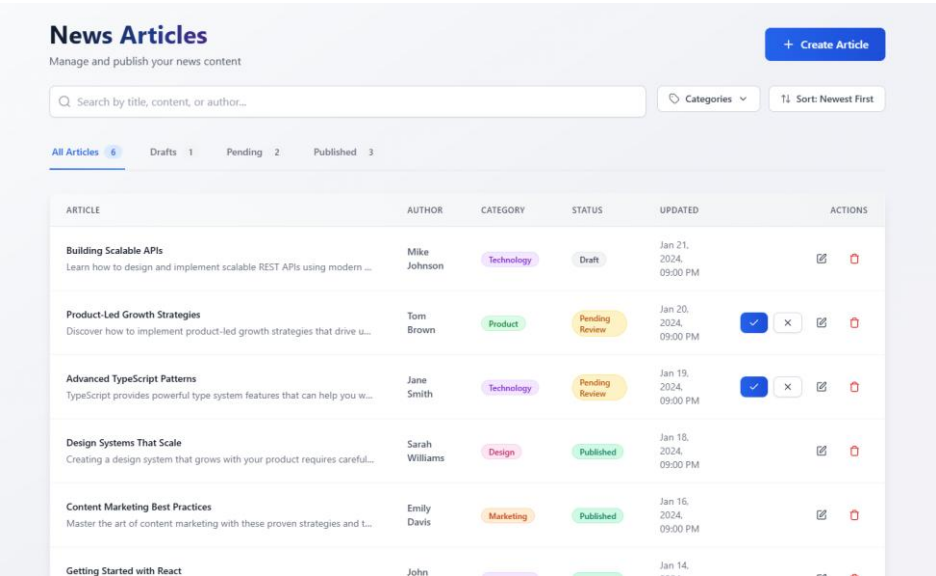 News Articles
Manage and publish your news content
+ Create Article
Search by title, content, or author...
Categories
Sort: Newest First
All Articles 6
Drafts 1
Pending 2
Published 3
ARTICLE AUTHOR CATEGORY STATUS UPDATED ACTIONS
Building Scalable APIs
Learn how to design and implement scalable REST APIs using modern ...
Mike
Johnson
Technology
Draft
Jan 21,
2024,
09:00 PM
Product-Led Growth Strategies
Discover how to implement product-led growth strategies that drive u...
Tom
Brown
Product
Pending
Review
Jan 20,
2024,
09:00 PM
Advanced TypeScript Patterns
TypeScript provides powerful type system features that can help you w...
Jane
Smith
Technology
Pending
Review
Jan 19,
2024,
09:00 PM
Design Systems That Scale
Creating a design system that grows with your product requires careful...
Sarah
Williams
Design
Published
Jan 18,
2024,
09:00 PM
Content Marketing Best Practices
Master the art of content marketing with these proven strategies and t...
Emily
Davis
Marketing
Published
Jan 16,
2024,
09:00 PM
Getting Started with React
John
Jan 14,